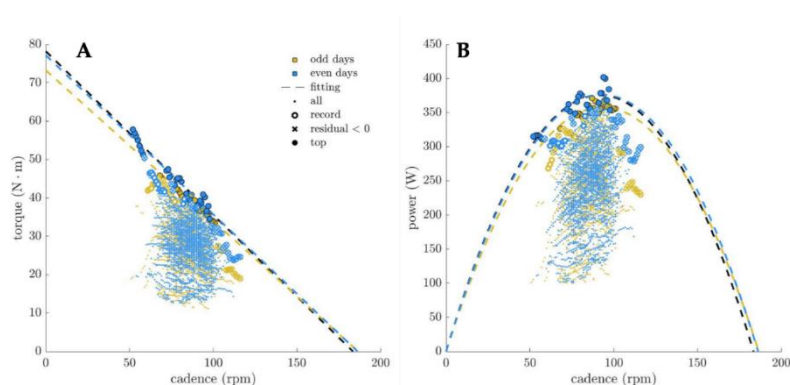 A
torque (N · m)
80
70
60
50
40
30
20
10
0
0 50 100 150 200
cadence (rpm)
odd days
even days
fitting
all
record
residual < 0
top
B
power (W)
450
400
350
300
250
200
150
100
50
0
0 50 100 150 200
cadence (rpm)